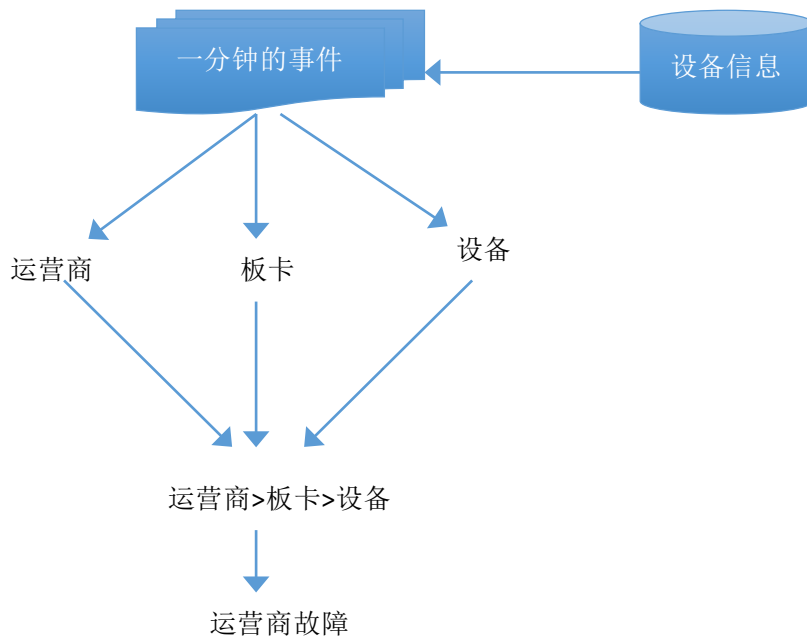 一分钟的事件
设备信息
运营商
板卡
设备
运营商>板卡>设备
运营商故障